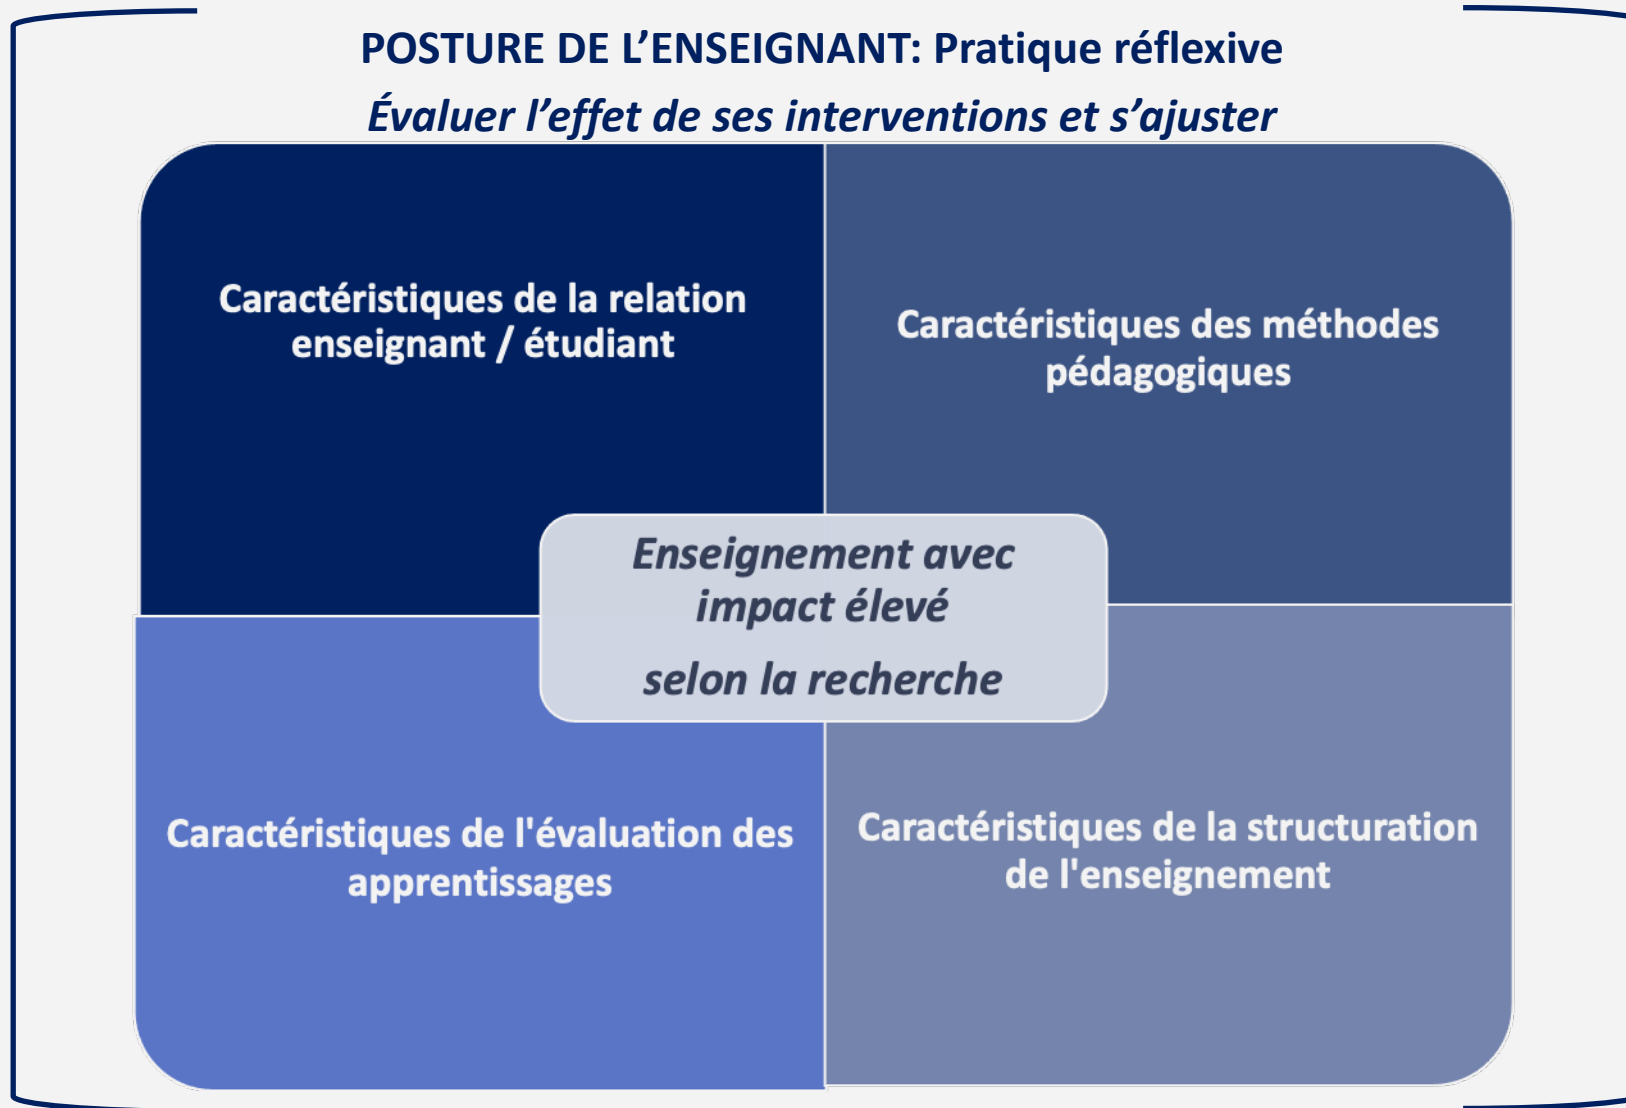 POSTURE DE L’ENSEIGNANT: Pratique réflexive
Évaluer l’effet de ses interventions et s’ajuster
Caractéristiques de la relation
enseignant / étudiant
Caractéristiques des méthodes
pédagogiques
Enseignement avec
impact élevé
selon la recherche
Caractéristiques de l'évaluation des
apprentissages
Caractéristiques de la structuration
de l'enseignement